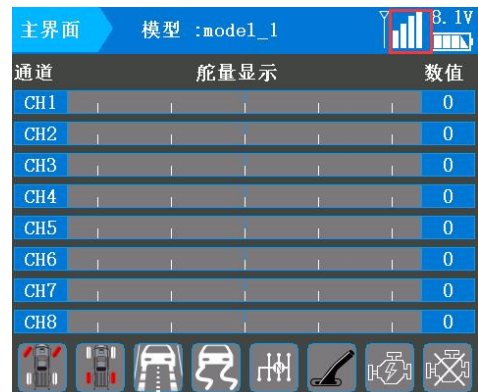 主界面 模型 :model_1 8.1V
通道 舵量显示 数值
CH1 0
CH2 0
CH3 0
CH4 0
CH5 0
CH6 0
CH7 0
CH8 0